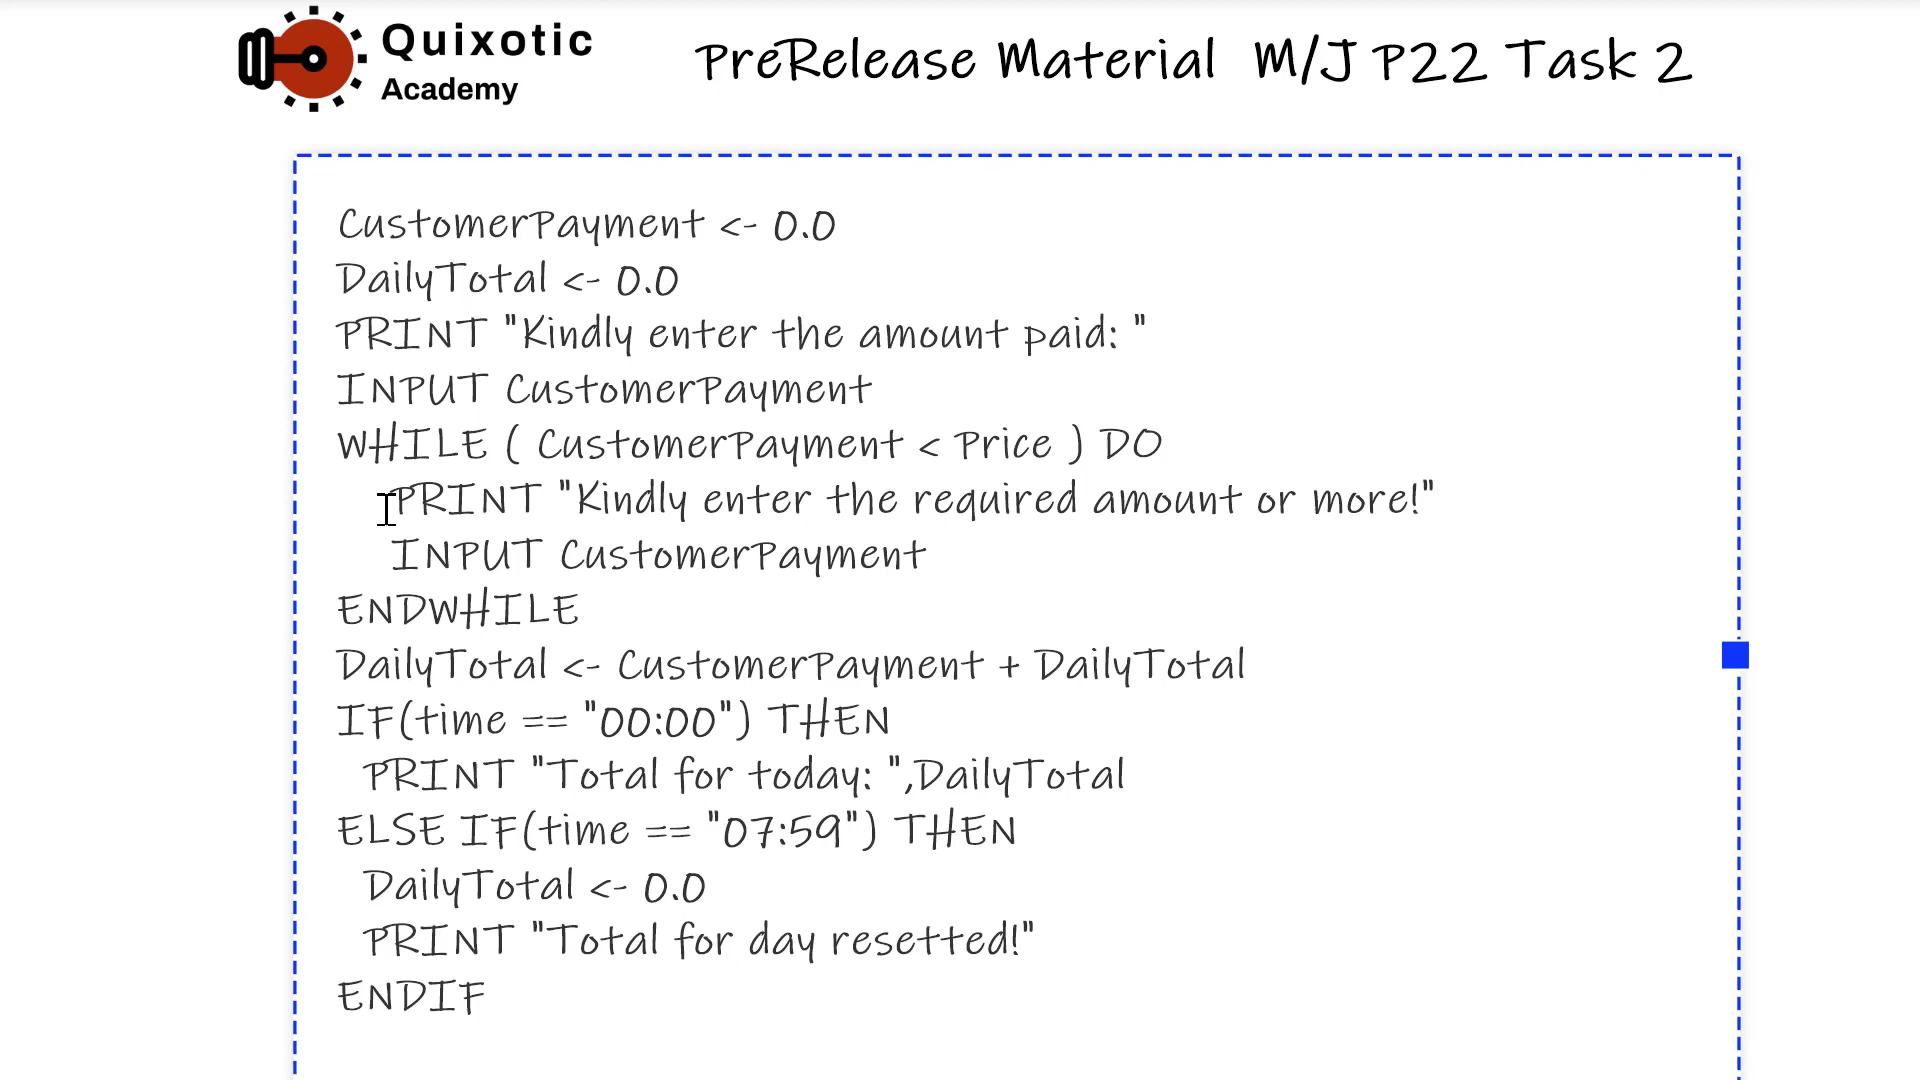 Quixotic
Academy
PreRelease Material M/J P22 Task 2
CustomerPayment <- 0.0
DailyTotal <- 0.0
PRINT "Kindly enter the amount paid: "
INPUT CustomerPayment
WHILE ( CustomerPayment < Price ) DO
PRINT "Kindly enter the required amount or more!"
INPUT CustomerPayment
ENDWHILE
DailyTotal <- CustomerPayment + DailyTotal
IF(time == "00:00") THEN
PRINT "Total for today: ",DailyTotal
ELSE IF(time == "07:59") THEN
DailyTotal <- 0.0
PRINT "Total for day resetted!"
ENDIF